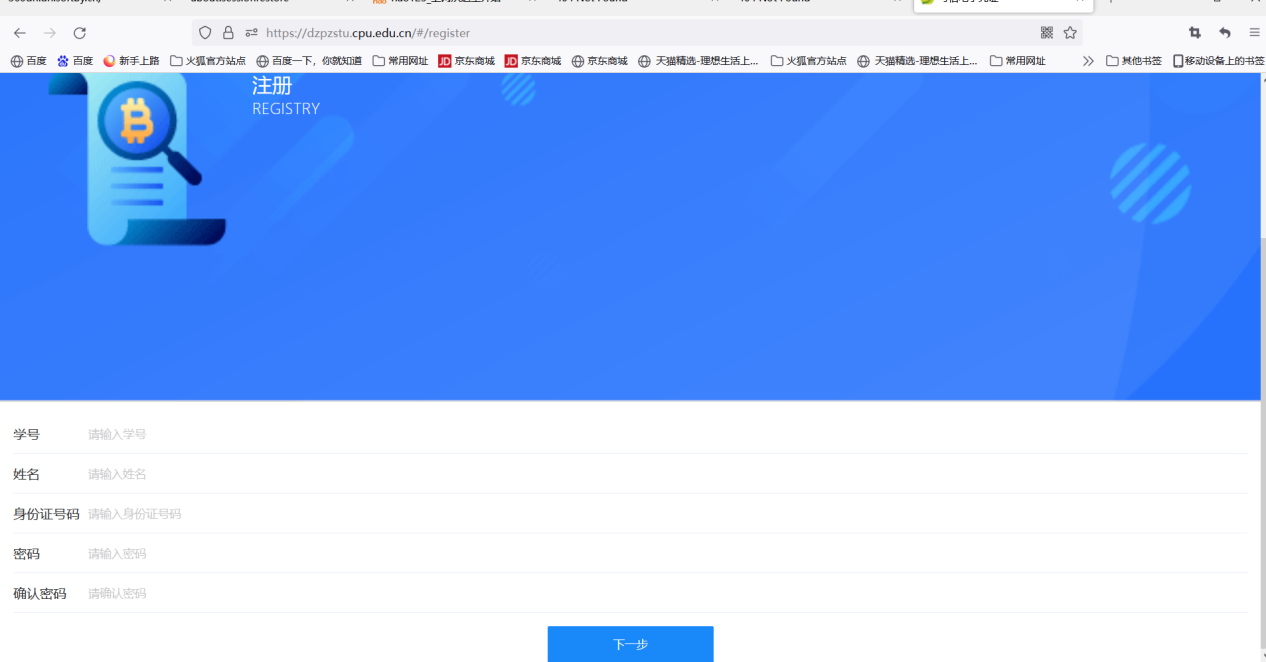 https://dzpzstu.cpu.edu.cn/#/register
百度 百度 新手上路 火狐官方站点 百度一下，你就知道 常用网址 JD 京东商城 JD 京东商城 京东商城 天猫精选-理想生活上... 火狐官方站点 天猫精选-理想生活上... 常用网址 其他书签 移动设备上的书签
注册
REGISTRY
学号 请输入学号
姓名 请输入姓名
身份证号码 请输入身份证号码
密码 请输入密码
确认密码 请确认密码
下一步